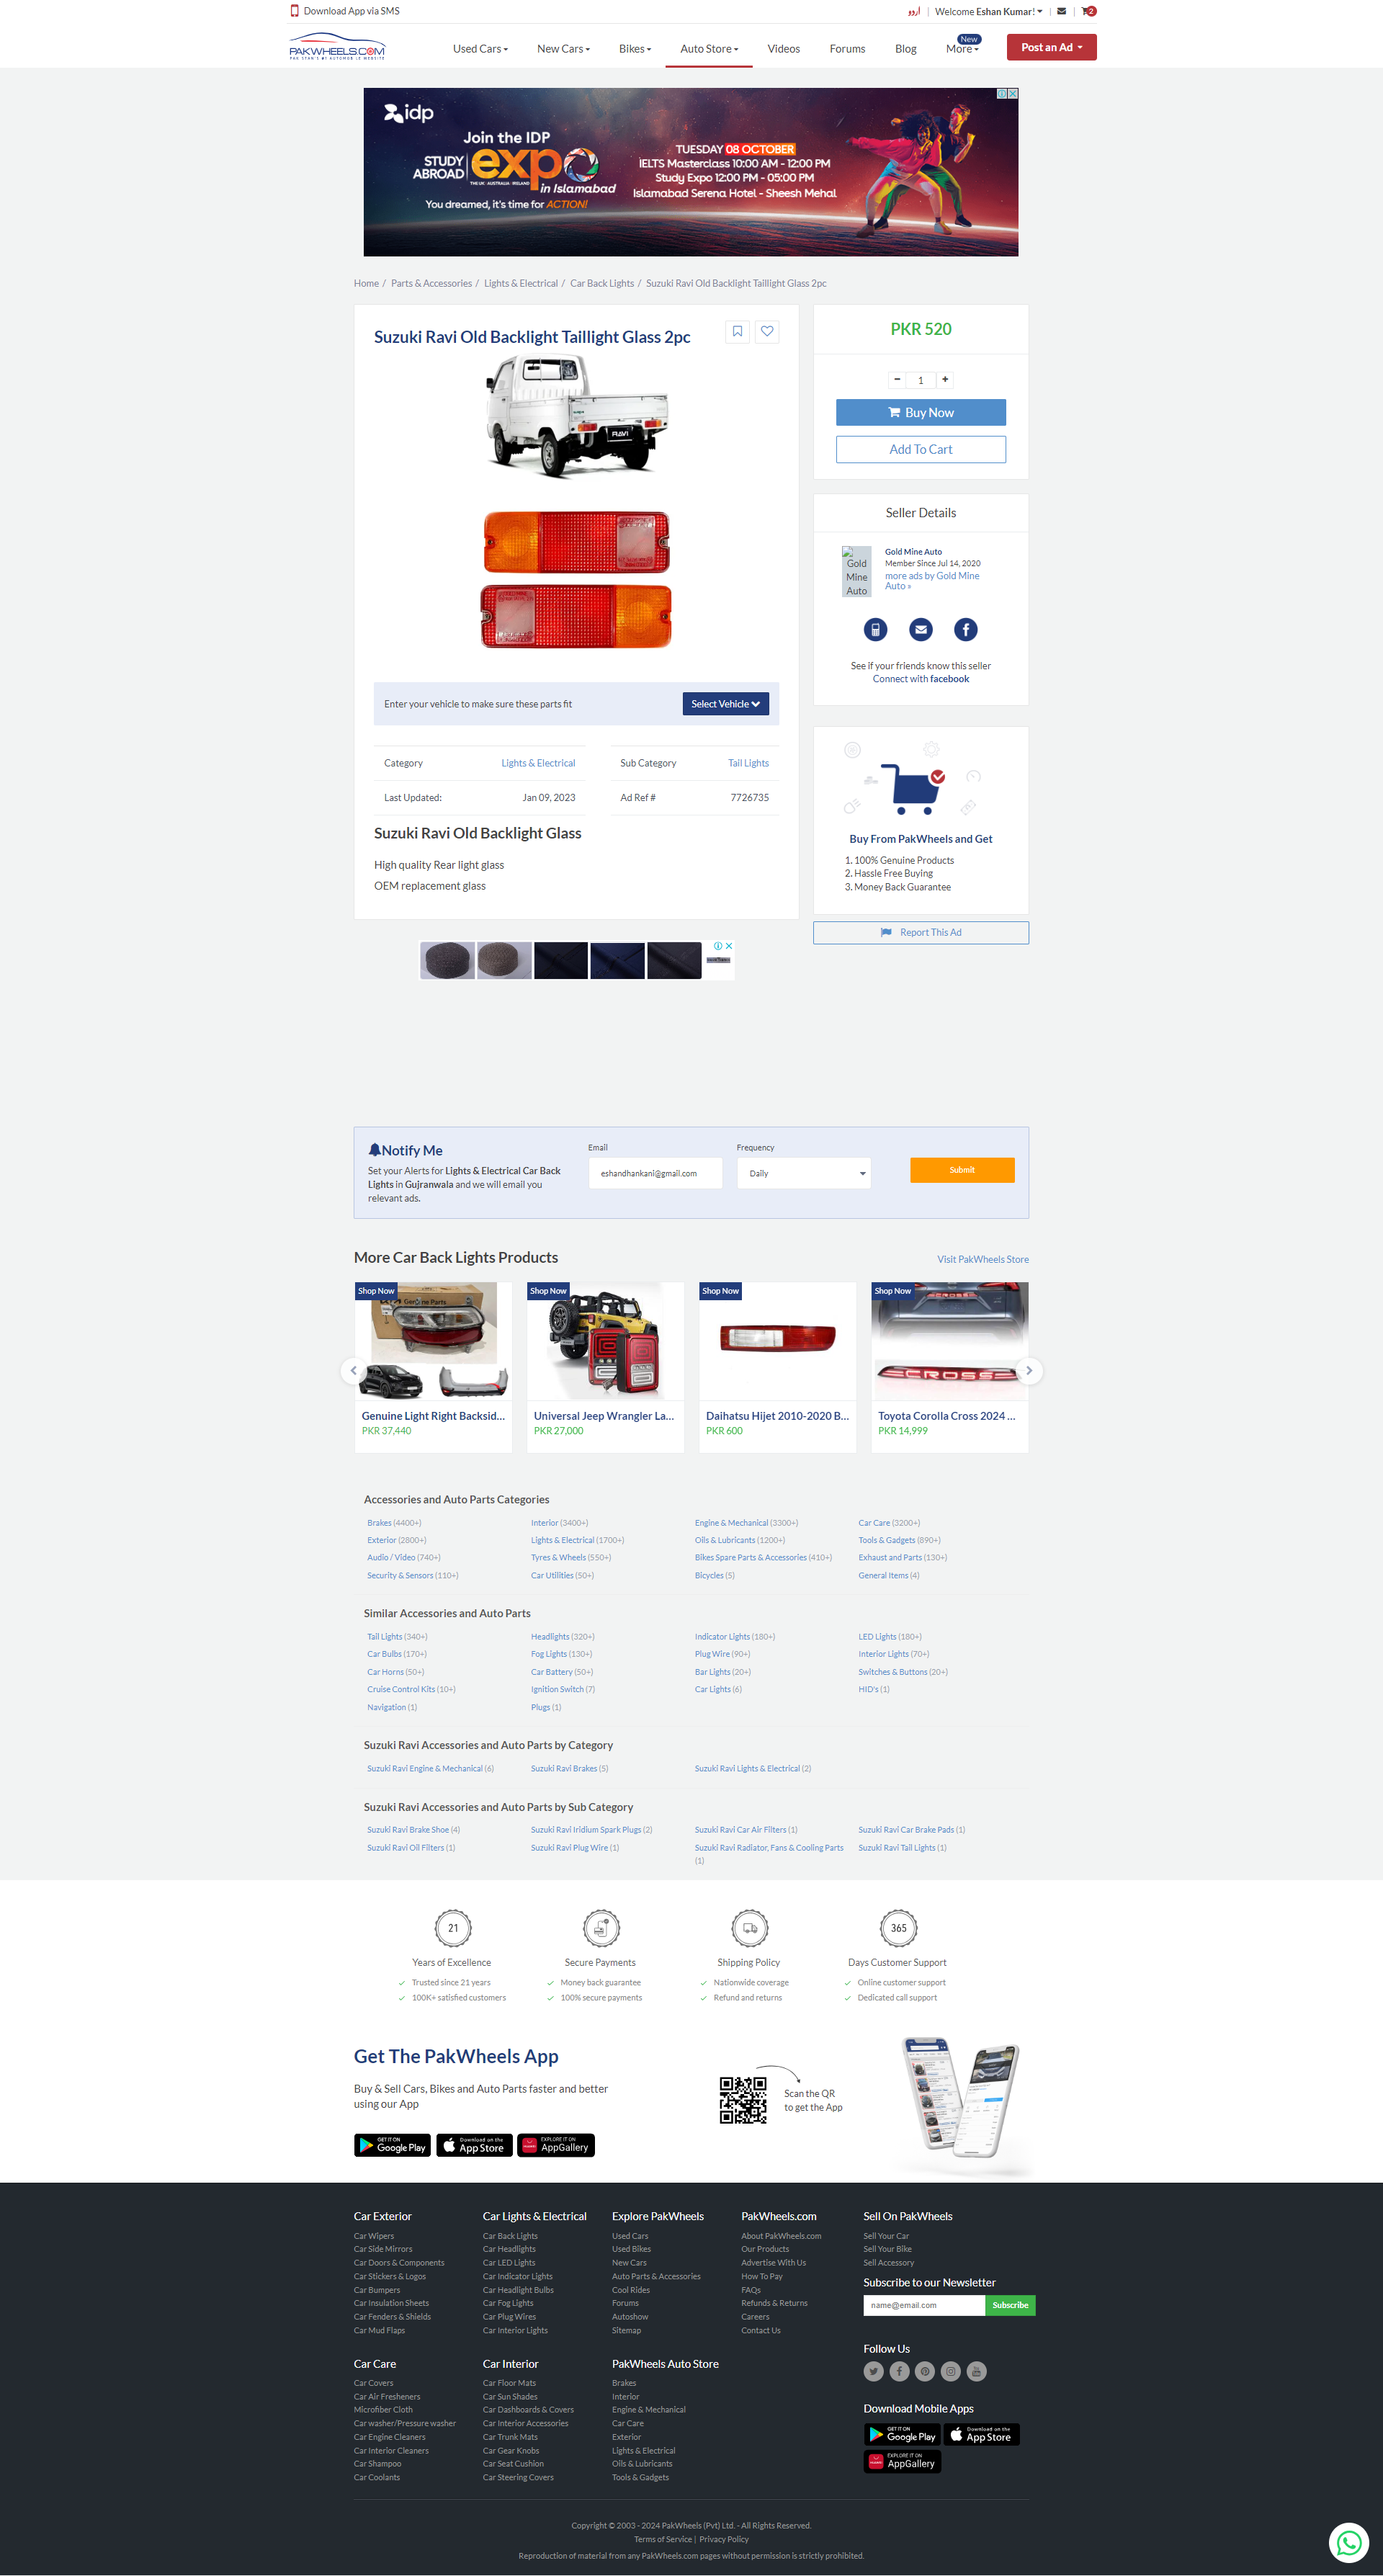 Download App via SMS
اردو | Welcome Eshan Kumar! | | 2
PAKWHEELS.COM
Used Cars New Cars Bikes Auto Store Videos Forums Blog More New Post an Ad
idp
Join the IDP
STUDY ABROAD expo
THE UK · AUSTRALIA · IRELAND
in Islamabad
You dreamed, it's time for ACTION!
TUESDAY 08 OCTOBER
IELTS Masterclass 10:00 AM - 12:00 PM
Study Expo 12:00 PM - 05:00 PM
Islamabad Serena Hotel - Sheesh Mehal
Home / Parts & Accessories / Lights & Electrical / Car Back Lights / Suzuki Ravi Old Backlight Taillight Glass 2pc
Suzuki Ravi Old Backlight Taillight Glass 2pc
RAVI
Enter your vehicle to make sure these parts fit
Select Vehicle
Category Lights & Electrical
Sub Category Tail Lights
Last Updated: Jan 09, 2023
Ad Ref # 7726735
Suzuki Ravi Old Backlight Glass
High quality Rear light glass
OEM replacement glass
PKR 520
- 1 +
Buy Now
Add To Cart
Seller Details
Gold Mine Auto
Gold Mine Auto
Member Since Jul 14, 2020
more ads by Gold Mine
Auto »
See if your friends know this seller
Connect with facebook
Buy From PakWheels and Get
1. 100% Genuine Products
2. Hassle Free Buying
3. Money Back Guarantee
Report This Ad
Notify Me
Set your Alerts for Lights & Electrical Car Back
Lights in Gujranwala and we will email you
relevant ads.
Email
eshandhankani@gmail.com
Frequency
Daily
Submit
More Car Back Lights Products
Visit PakWheels Store
Shop Now Shop Now Shop Now Shop Now
Genuine Parts
CROSS
CROSS
Genuine Light Right Backsid...
PKR 37,440
Universal Jeep Wrangler La...
PKR 27,000
Daihatsu Hijet 2010-2020 B...
PKR 600
Toyota Corolla Cross 2024 ...
PKR 14,999
Accessories and Auto Parts Categories
Brakes (4400+) Interior (3400+) Engine & Mechanical (3300+) Car Care (3200+)
Exterior (2800+) Lights & Electrical (1700+) Oils & Lubricants (1200+) Tools & Gadgets (890+)
Audio / Video (740+) Tyres & Wheels (550+) Bikes Spare Parts & Accessories (410+) Exhaust and Parts (130+)
Security & Sensors (110+) Car Utilities (50+) Bicycles (5) General Items (4)
Similar Accessories and Auto Parts
Tail Lights (340+) Headlights (320+) Indicator Lights (180+) LED Lights (180+)
Car Bulbs (170+) Fog Lights (130+) Plug Wire (90+) Interior Lights (70+)
Car Horns (50+) Car Battery (50+) Bar Lights (20+) Switches & Buttons (20+)
Cruise Control Kits (10+) Ignition Switch (7) Car Lights (6) HID's (1)
Navigation (1) Plugs (1)
Suzuki Ravi Accessories and Auto Parts by Category
Suzuki Ravi Engine & Mechanical (6) Suzuki Ravi Brakes (5) Suzuki Ravi Lights & Electrical (2)
Suzuki Ravi Accessories and Auto Parts by Sub Category
Suzuki Ravi Brake Shoe (4) Suzuki Ravi Iridium Spark Plugs (2) Suzuki Ravi Car Air Filters (1) Suzuki Ravi Car Brake Pads (1)
Suzuki Ravi Oil Filters (1) Suzuki Ravi Plug Wire (1) Suzuki Ravi Radiator, Fans & Cooling Parts (1) Suzuki Ravi Tail Lights (1)
21 365
Years of Excellence Secure Payments Shipping Policy Days Customer Support
Trusted since 21 years Money back guarantee Nationwide coverage Online customer support
100K+ satisfied customers 100% secure payments Refund and returns Dedicated call support
Get The PakWheels App
Buy & Sell Cars, Bikes and Auto Parts faster and better
using our App
GET IT ON Google Play
Download on the App Store
EXPLORE IT ON AppGallery
Scan the QR
to get the App
Car Exterior
Car Wipers
Car Side Mirrors
Car Doors & Components
Car Stickers & Logos
Car Bumpers
Car Insulation Sheets
Car Fenders & Shields
Car Mud Flaps
Car Lights & Electrical
Car Back Lights
Car Headlights
Car LED Lights
Car Indicator Lights
Car Headlight Bulbs
Car Fog Lights
Car Plug Wires
Car Interior Lights
Explore PakWheels
Used Cars
Used Bikes
New Cars
Auto Parts & Accessories
Cool Rides
Forums
Autoshow
Sitemap
PakWheels.com
About PakWheels.com
Our Products
Advertise With Us
How To Pay
FAQs
Refunds & Returns
Careers
Contact Us
Sell On PakWheels
Sell Your Car
Sell Your Bike
Sell Accessory
Subscribe to our Newsletter
name@email.com Subscribe
Car Care
Car Covers
Car Air Fresheners
Microfiber Cloth
Car washer/Pressure washer
Car Engine Cleaners
Car Interior Cleaners
Car Shampoo
Car Coolants
Car Interior
Car Floor Mats
Car Sun Shades
Car Dashboards & Covers
Car Interior Accessories
Car Trunk Mats
Car Gear Knobs
Car Seat Cushion
Car Steering Covers
PakWheels Auto Store
Brakes
Interior
Engine & Mechanical
Car Care
Exterior
Lights & Electrical
Oils & Lubricants
Tools & Gadgets
Follow Us
Download Mobile Apps
GET IT ON Google Play
Download on the App Store
EXPLORE IT ON AppGallery
Copyright © 2003 - 2024 PakWheels (Pvt) Ltd. - All Rights Reserved.
Terms of Service | Privacy Policy
Reproduction of material from any PakWheels.com pages without permission is strictly prohibited.